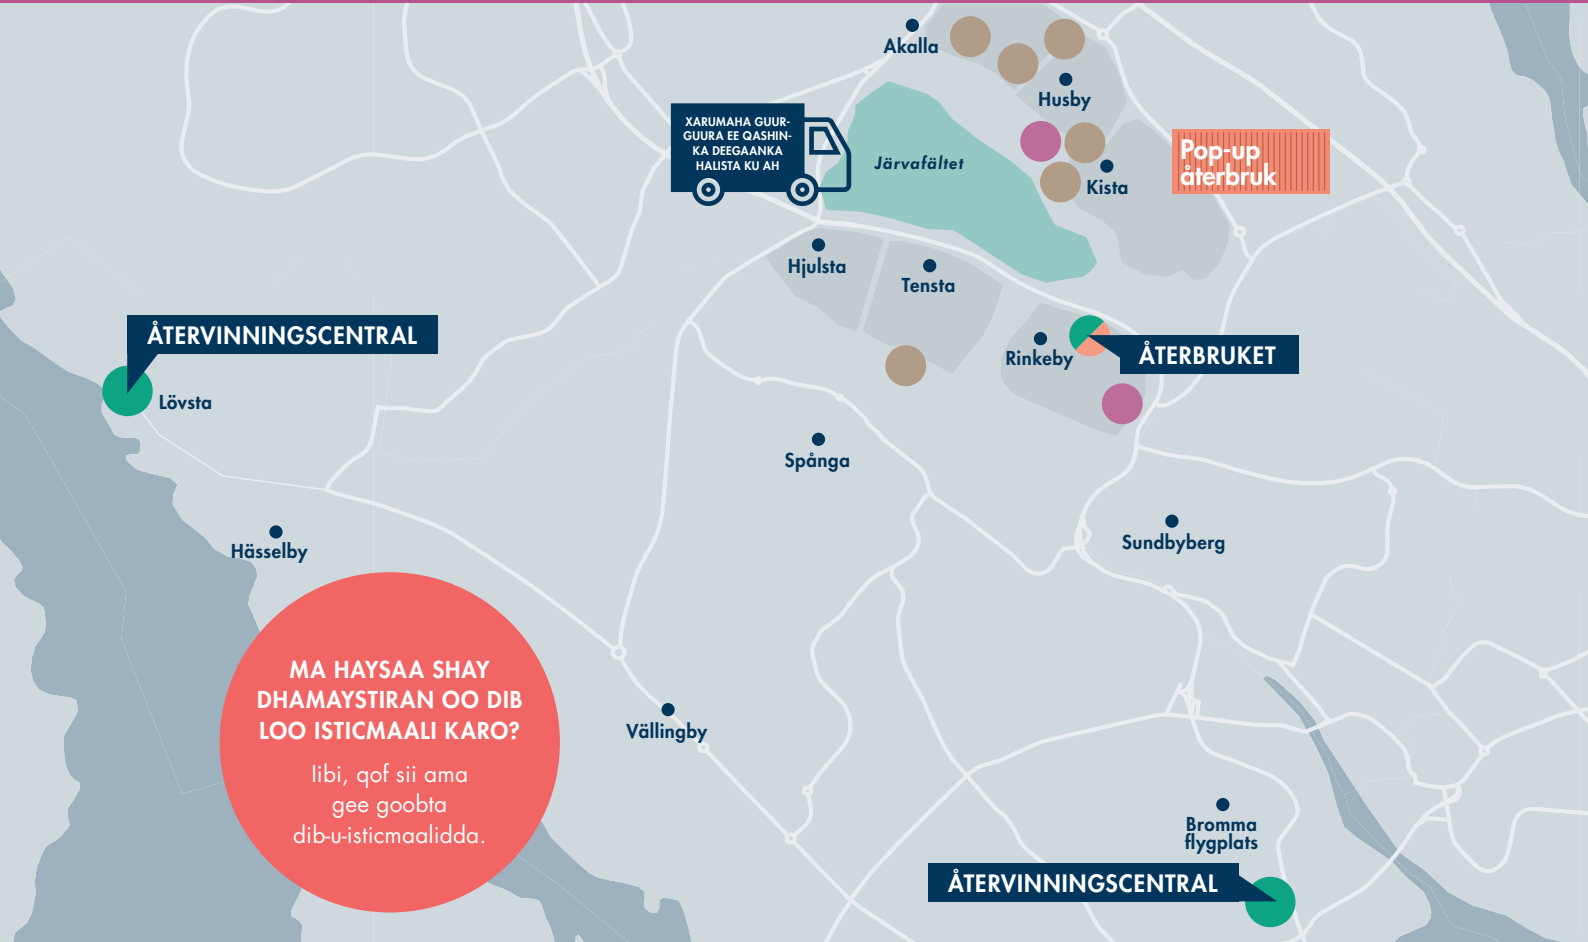 Akalla
Husby
XARUMAHA GUUR-
GUURA EE QASHIN-
KA DEEGAANKA
HALISTA KU AH
Järvafältet
Kista
Pop-up
återbruk
Hjulsta
Tensta
ÅTERVINNINGSCENTRAL
Lövsta
Rinkeby
ÅTERBRUKET
Spånga
Hässelby
Sundbyberg
MA HAYSAA SHAY
DHAMAYSTIRAN OO DIB
LOO ISTICMAALI KARO?
Iibi, qof sii ama
gee goobta
dib-u-isticmaalidda.
Vällingby
Bromma
flygplats
ÅTERVINNINGSCENTRAL